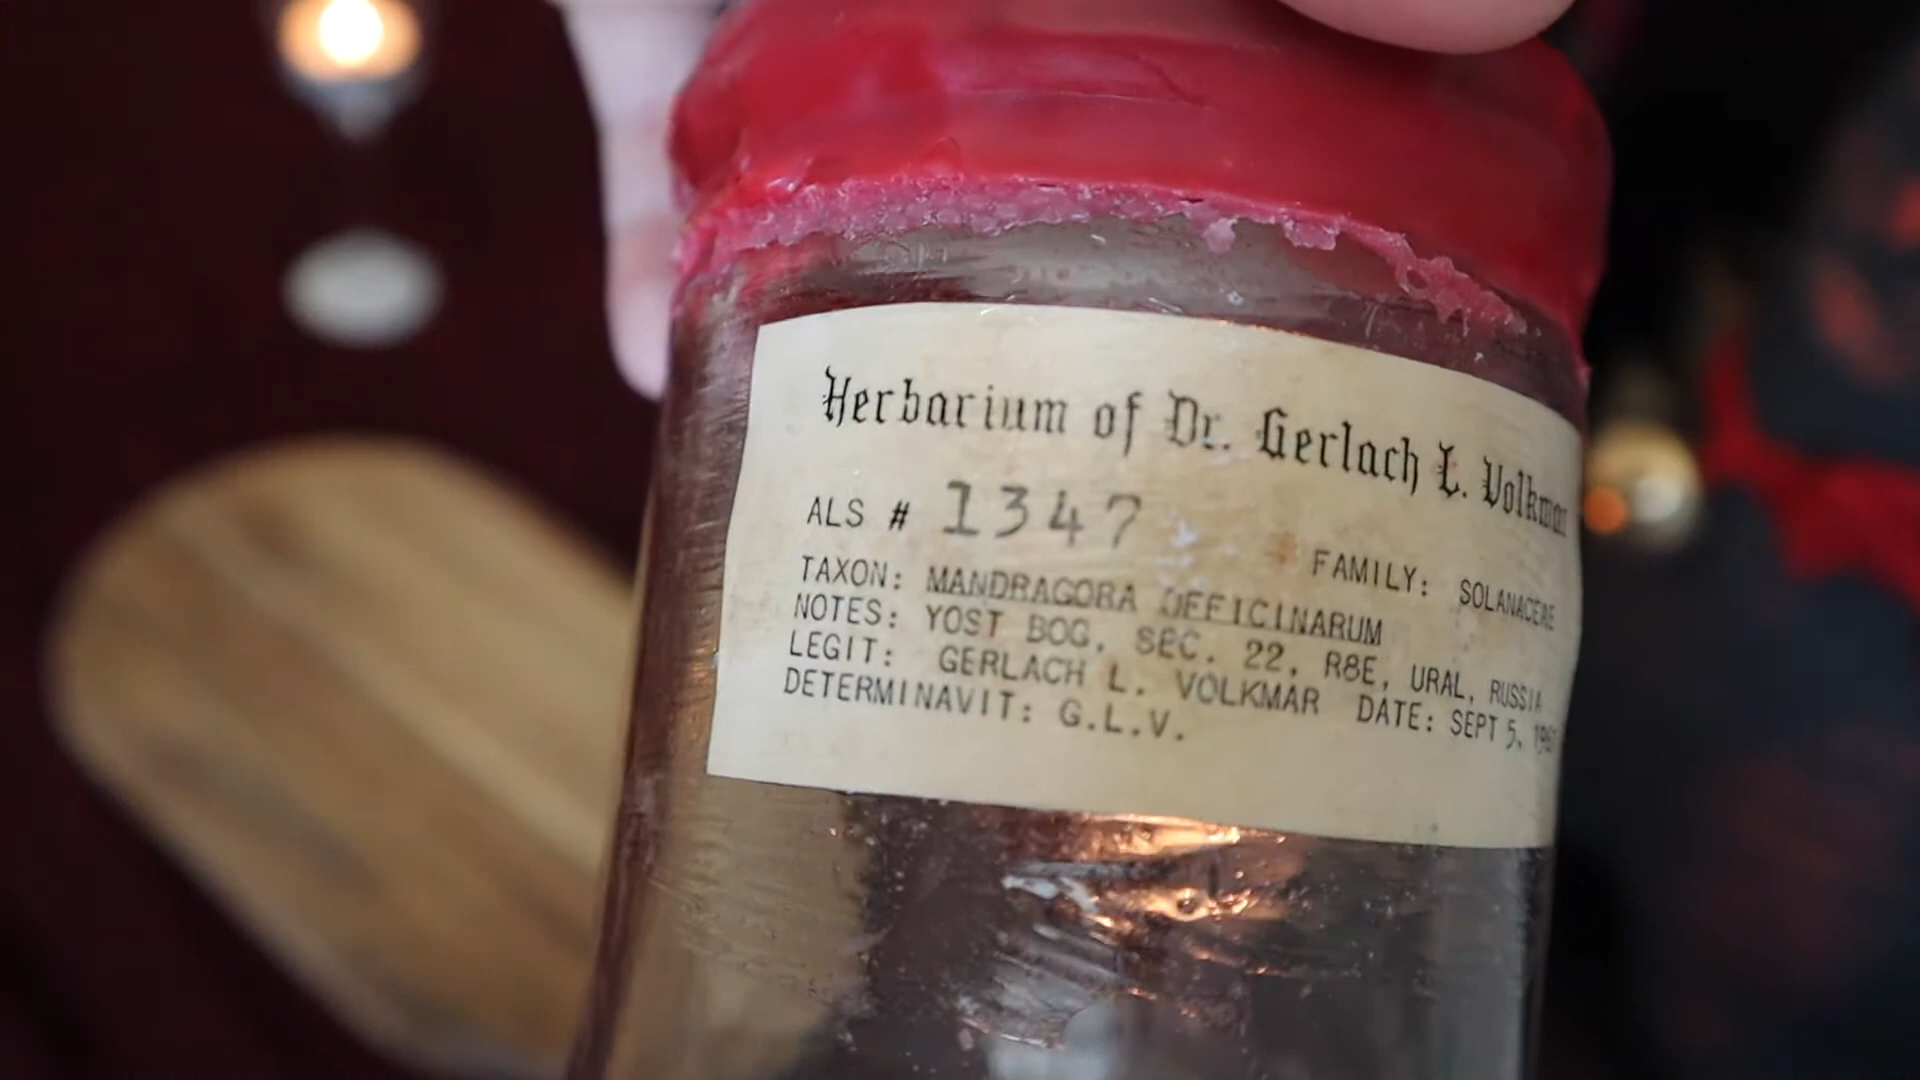 Herbarium of Dr. Gerlach L. Volkmar
ALS # 1347
FAMILY: SOLANACEAE
TAXON: MANDRAGORA OFFICINARUM
NOTES: YOST BOG, SEC. 22, R8E, URAL, RUSSIA
LEGIT: GERLACH L. VOLKMAR DATE: SEPT 5,
DETERMINAVIT: G.L.V.